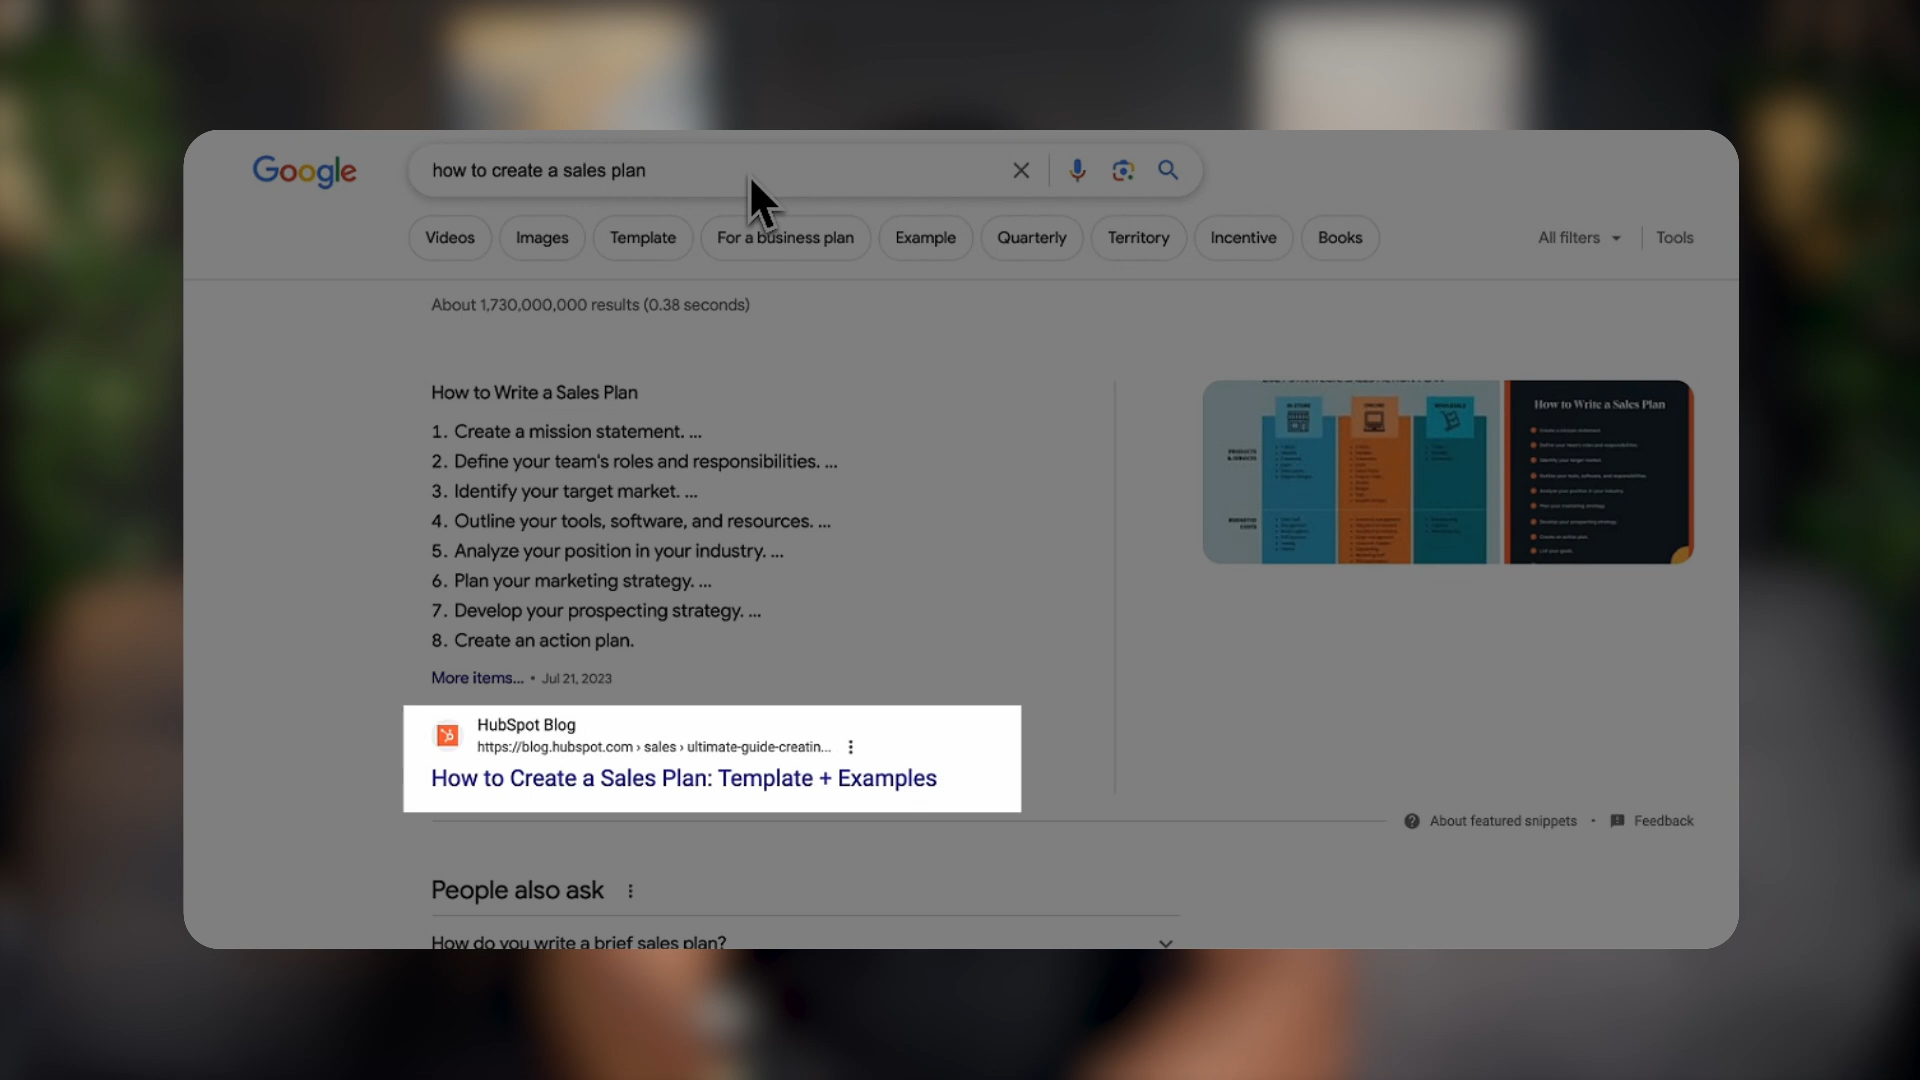 Google
how to create a sales plan
Videos
Images
Template
For a business plan
Example
Quarterly
Territory
Incentive
Books
All filters
Tools
About 1,730,000,000 results (0.38 seconds)
How to Write a Sales Plan
1. Create a mission statement. ...
2. Define your team's roles and responsibilities. ...
3. Identify your target market. ...
4. Outline your tools, software, and resources. ...
5. Analyze your position in your industry. ...
6. Plan your marketing strategy. ...
7. Develop your prospecting strategy. ...
8. Create an action plan.
More items... • Jul 21, 2023
How to Write a Sales Plan
HubSpot Blog
https://blog.hubspot.com › sales › ultimate-guide-creatin...
How to Create a Sales Plan: Template + Examples
About featured snippets • Feedback
People also ask
How do you write a brief sales plan?